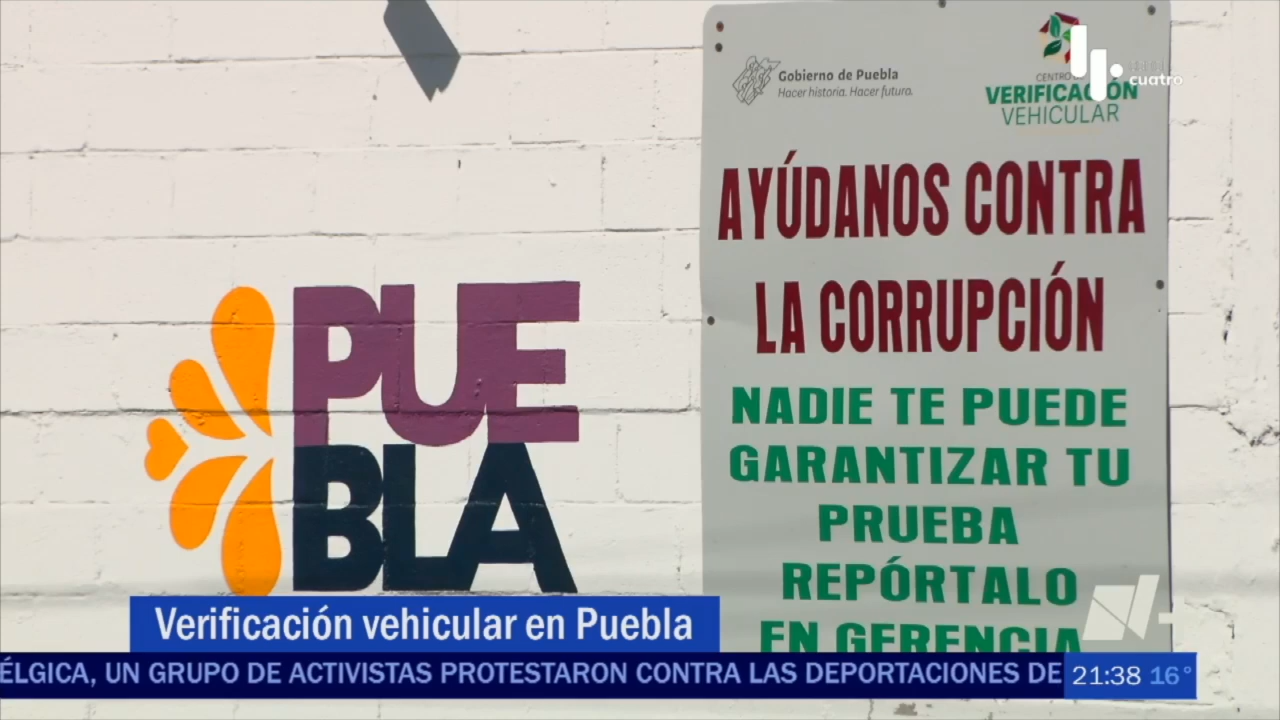 Gobierno de Puebla
Hacer historia. Hacer futuro.
VERIFICACIÓN
VEHICULAR
cuatro
AYÚDANOS CONTRA
LA CORRUPCIÓN
NADIE TE PUEDE
GARANTIZAR TU
PRUEBA
REPÓRTALO
EN GERENCIA
PUE
BLA
Verificación vehicular en Puebla
ÉLGICA, UN GRUPO DE ACTIVISTAS PROTESTARON CONTRA LAS DEPORTACIONES DE
21:38 16°
N+